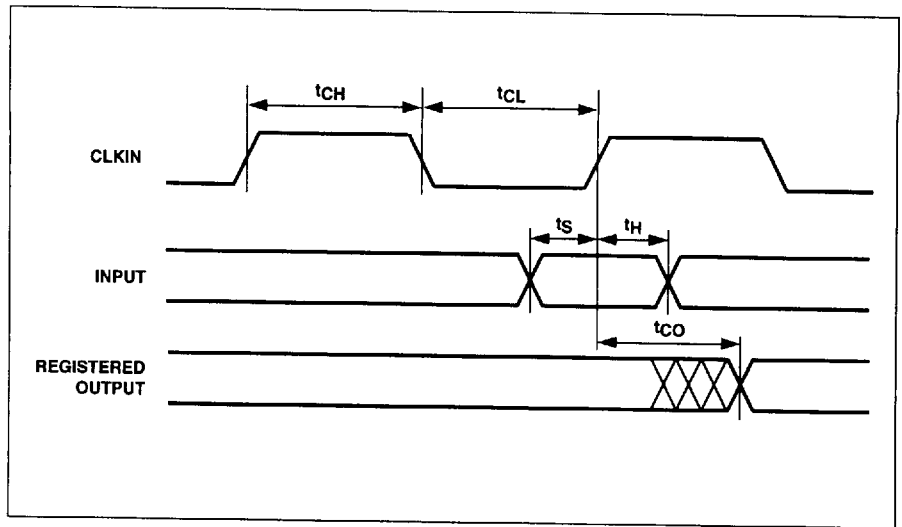 tCH
tCL
CLKIN
tS
tH
INPUT
tCO
REGISTERED
OUTPUT